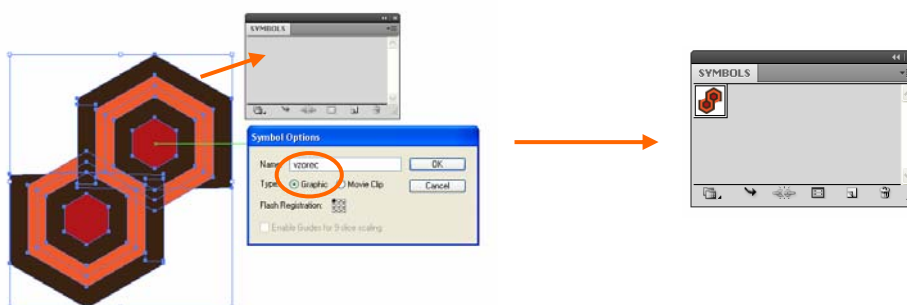 SYMBOLS
Symbol Options
Name: vzorec
OK
Type: Graphic Movie Clip
Cancel
Flash Registration:
Enable Guides for 9-slice scaling
SYMBOLS